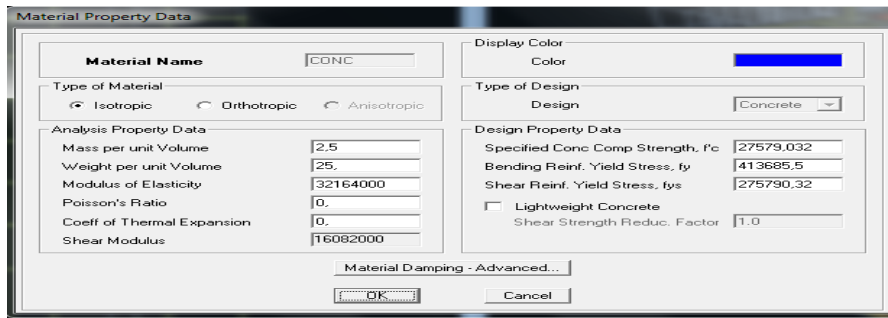 Material Property Data
Material Name CONC
Display Color
Color
Type of Material
Isotropic Orthotropic Anisotropic
Type of Design
Design Concrete
Analysis Property Data
Mass per unit Volume 2,5
Weight per unit Volume 25,
Modulus of Elasticity 32164000
Poisson's Ratio 0,
Coeff of Thermal Expansion 0,
Shear Modulus 16082000
Design Property Data
Specified Conc Comp Strength, f'c 27579,032
Bending Reinf. Yield Stress, fy 413685,5
Shear Reinf. Yield Stress, fys 275790,32
Lightweight Concrete
Shear Strength Reduc. Factor 1.0
Material Damping - Advanced...
OK Cancel